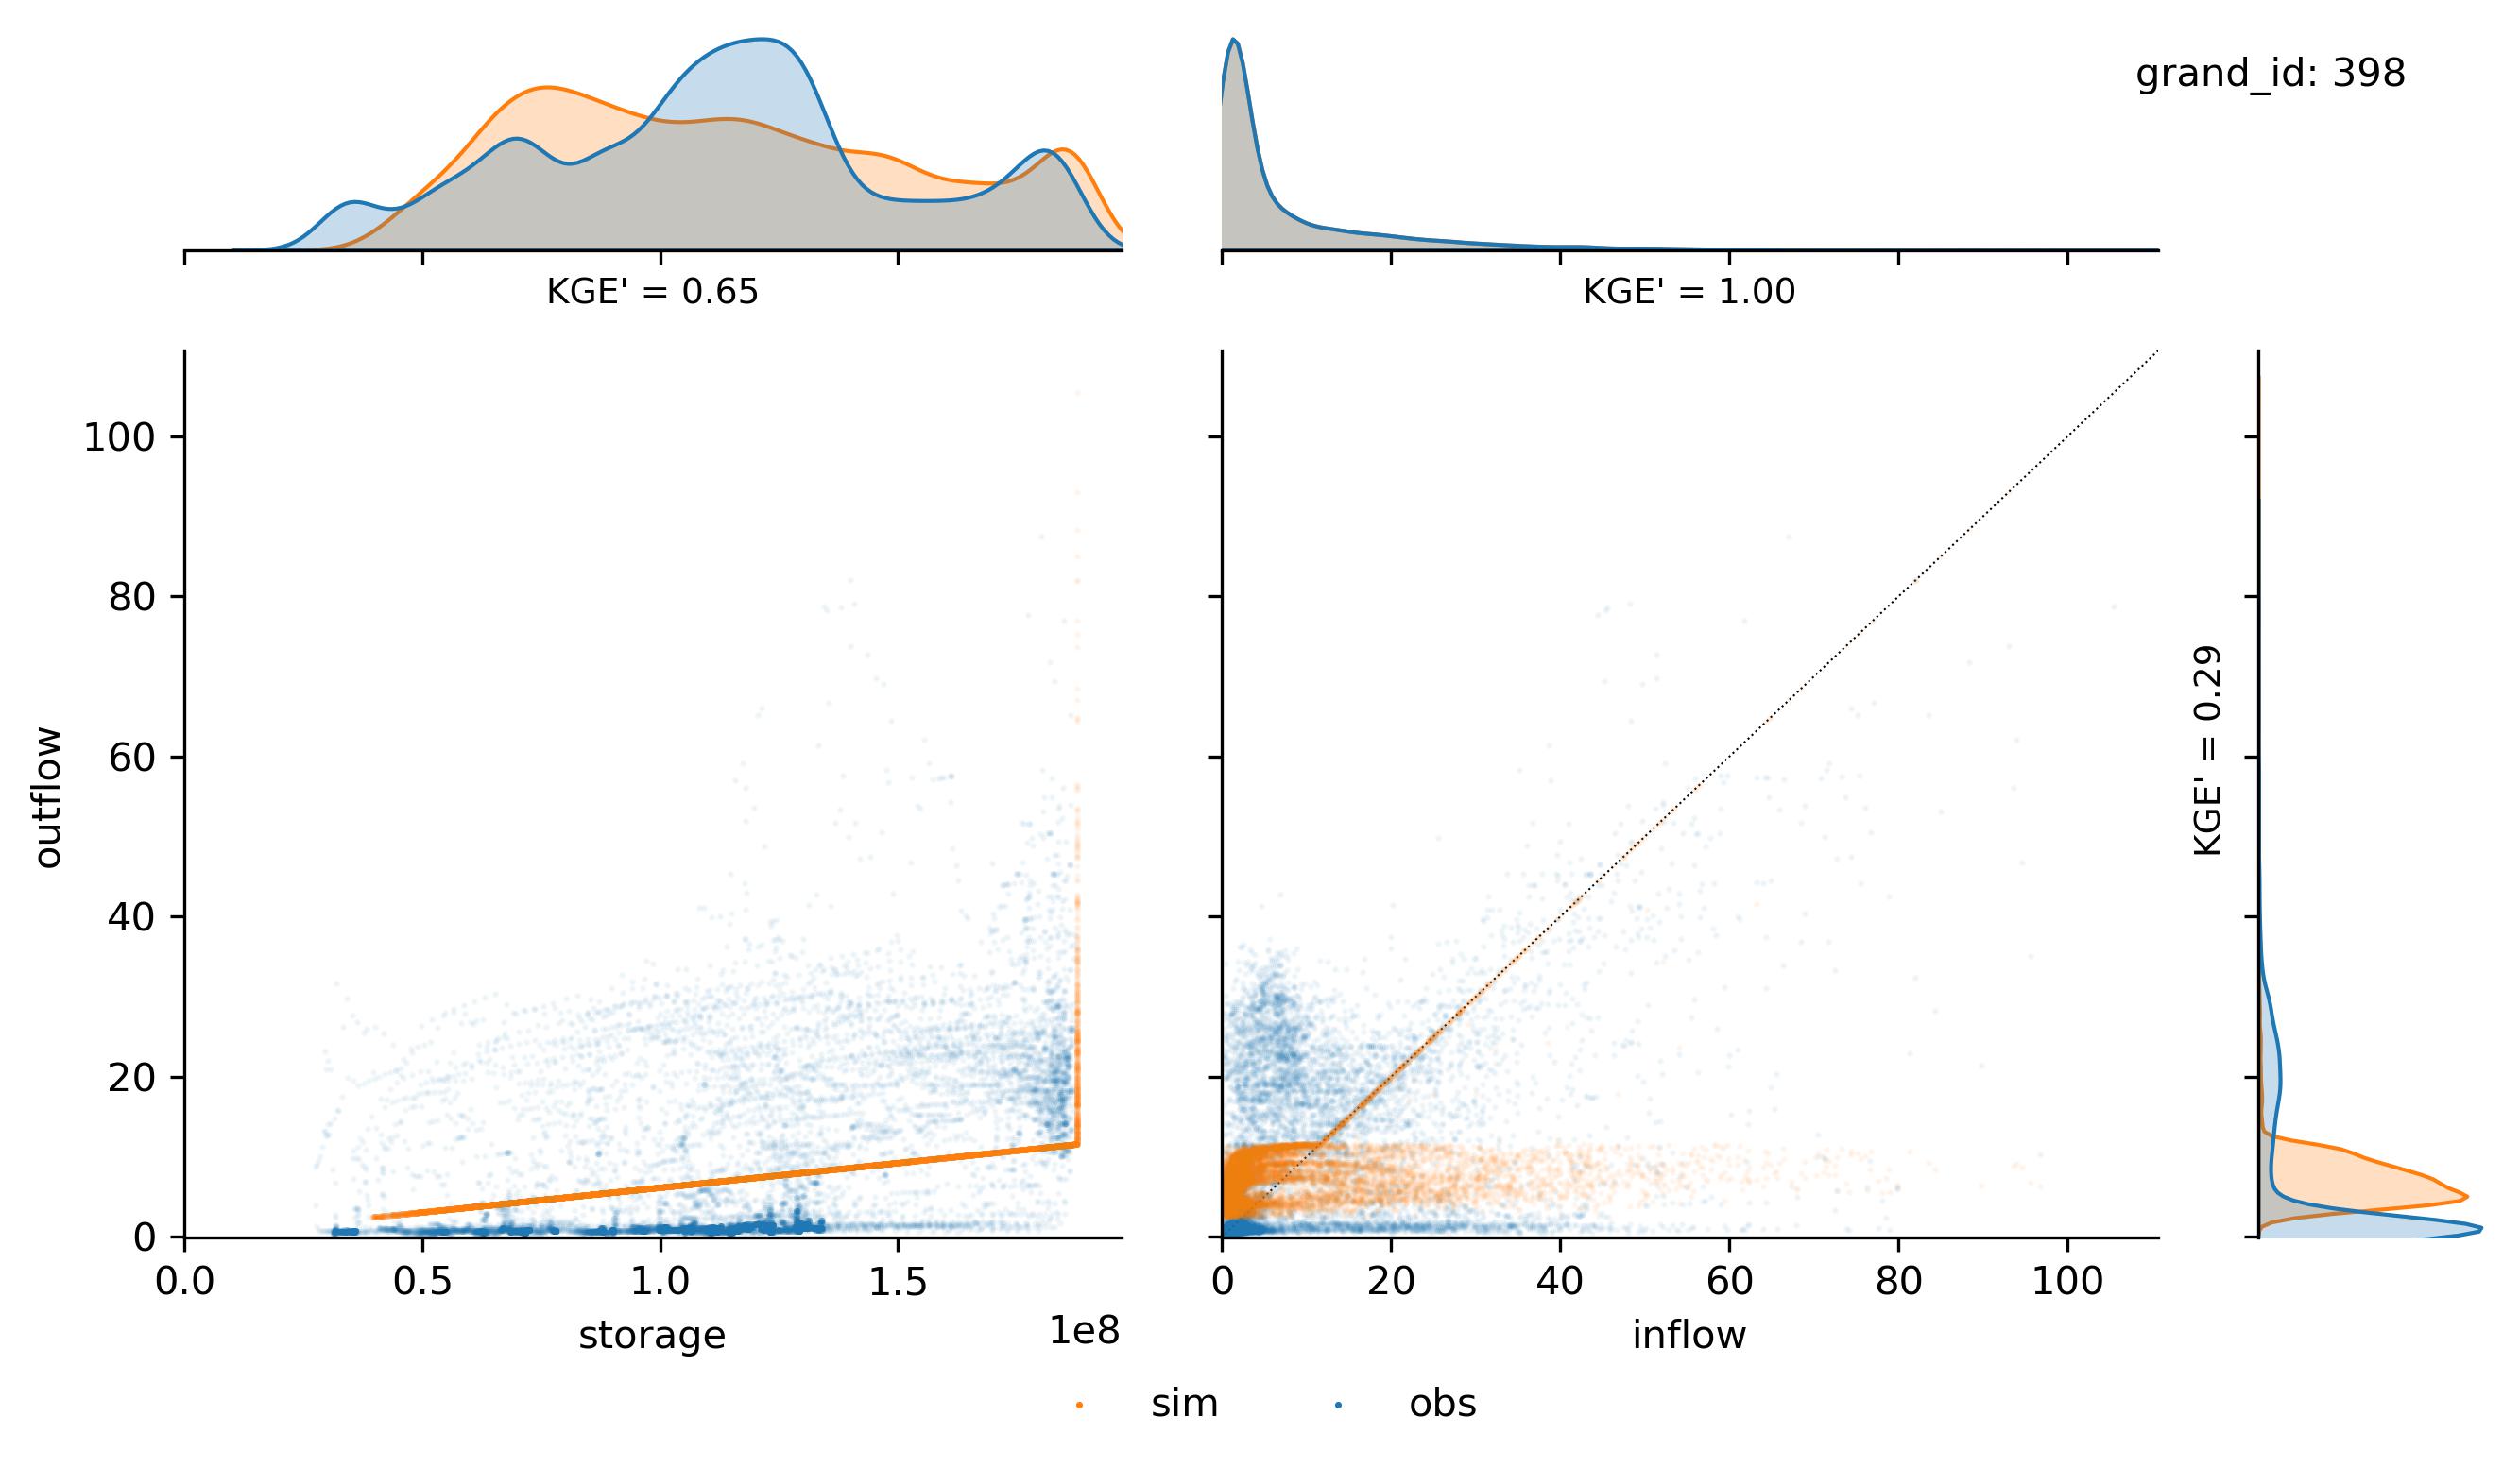 grand_id: 398
KGE' = 0.65
KGE' = 1.00
outflow
100
80
60
40
20
0
KGE' = 0.29
0.0 0.5 1.0 1.5
1e8
storage
0 20 40 60 80 100
inflow
sim obs